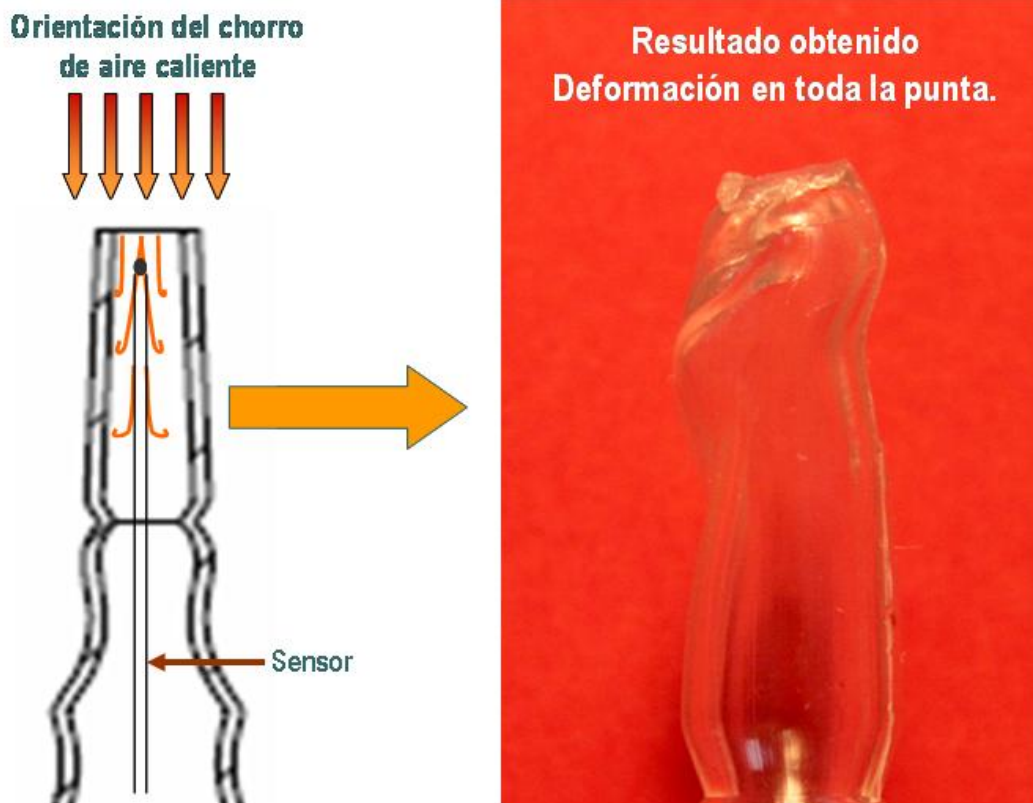 Orientación del chorro
de aire caliente
Sensor
Resultado obtenido
Deformación en toda la punta.